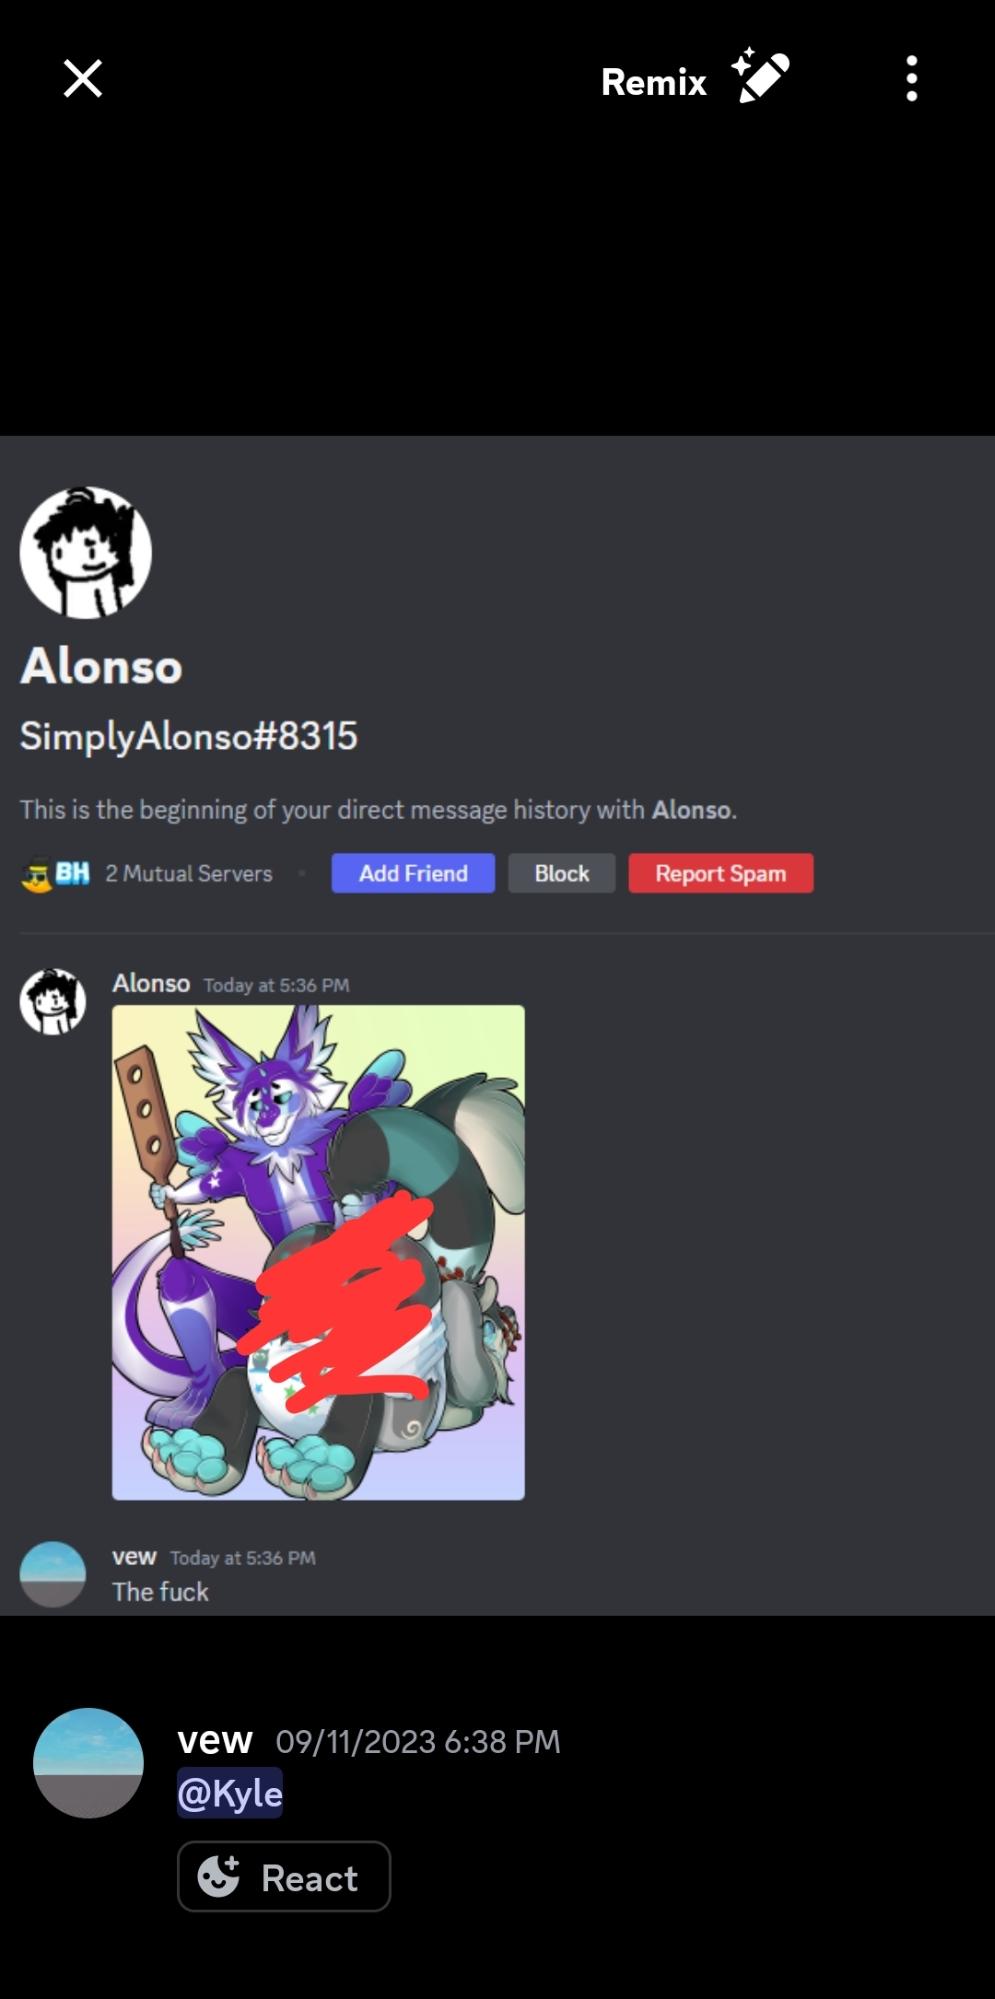 Remix
Alonso
SimplyAlonso#8315
This is the beginning of your direct message history with Alonso.
BH 2 Mutual Servers Add Friend Block Report Spam
Alonso Today at 5:36 PM
vew Today at 5:36 PM
The fuck
vew 09/11/2023 6:38 PM
@Kyle
React